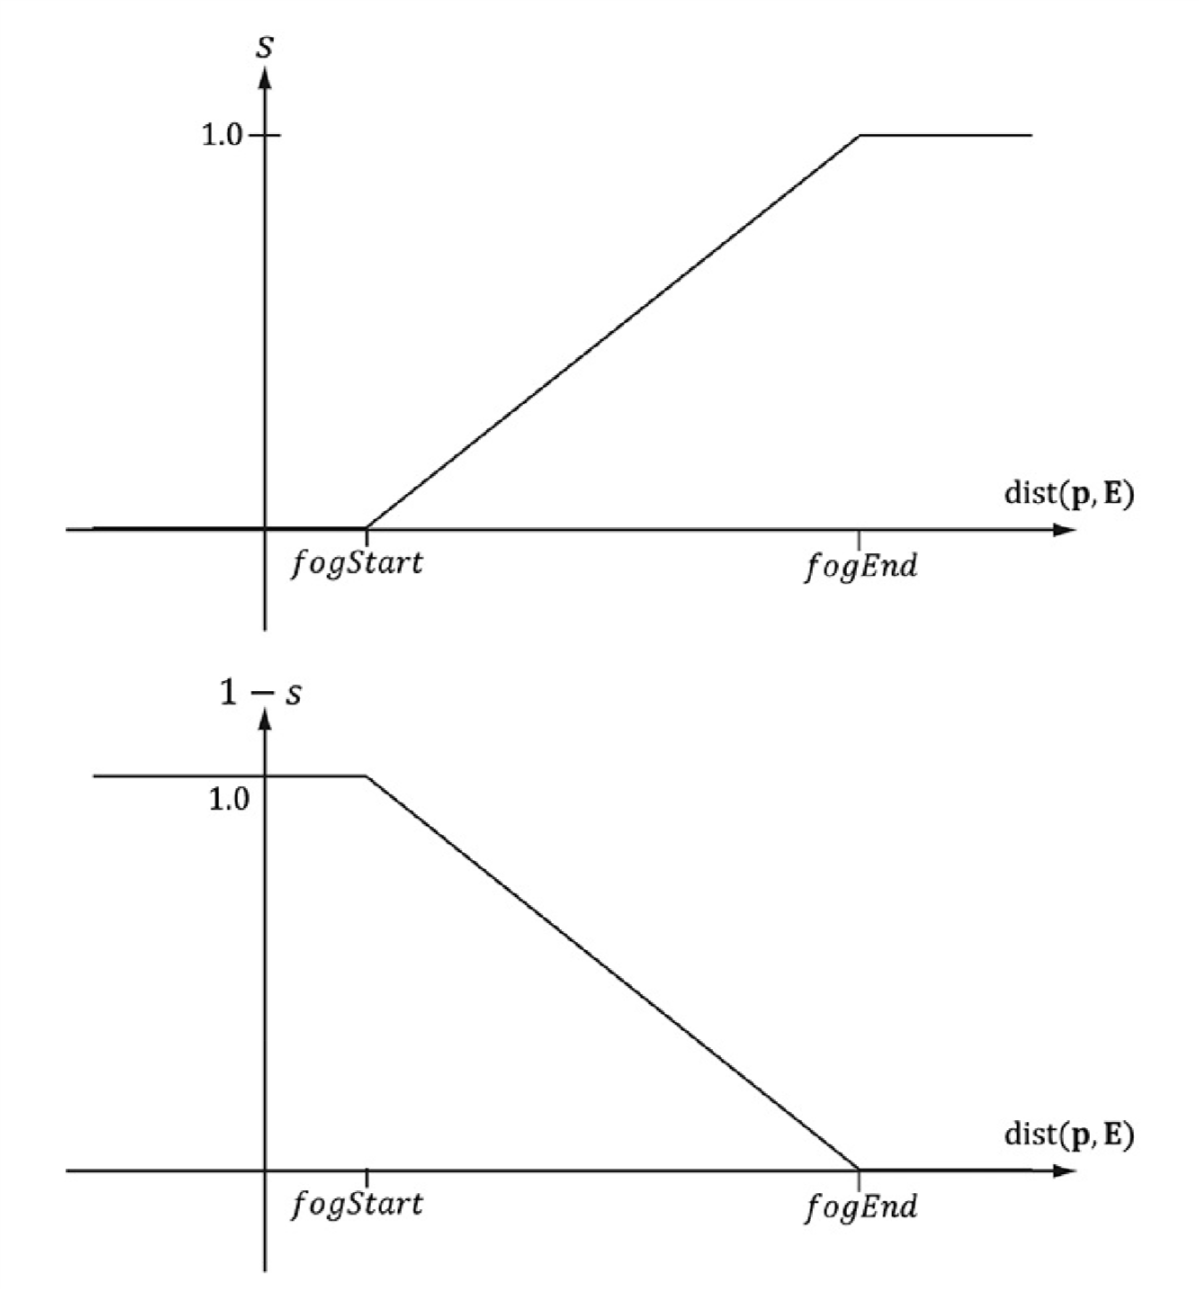 s
1.0
dist(p, E)
fogStart
fogEnd
1 − s
1.0
dist(p, E)
fogStart
fogEnd